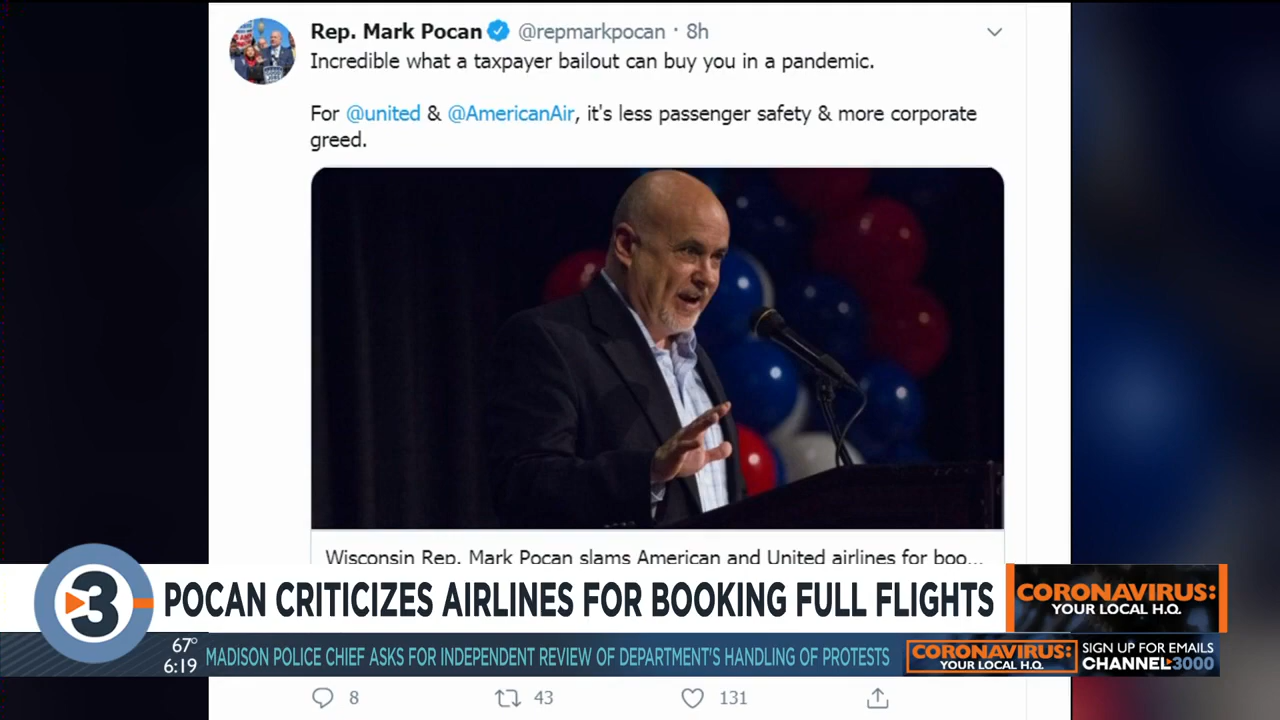 Rep. Mark Pocan @repmarkpocan · 8h
Incredible what a taxpayer bailout can buy you in a pandemic.
For @united & @AmericanAir, it's less passenger safety & more corporate
greed.
Wisconsin Rep. Mark Pocan slams American and United airlines for boo...
3
POCAN CRITICIZES AIRLINES FOR BOOKING FULL FLIGHTS
CORONAVIRUS:
YOUR LOCAL H.Q.
67°
6:19
MADISON POLICE CHIEF ASKS FOR INDEPENDENT REVIEW OF DEPARTMENT'S HANDLING OF PROTESTS
CORONAVIRUS:
YOUR LOCAL H.Q.
SIGN UP FOR EMAILS
CHANNEL3000
8 43 131